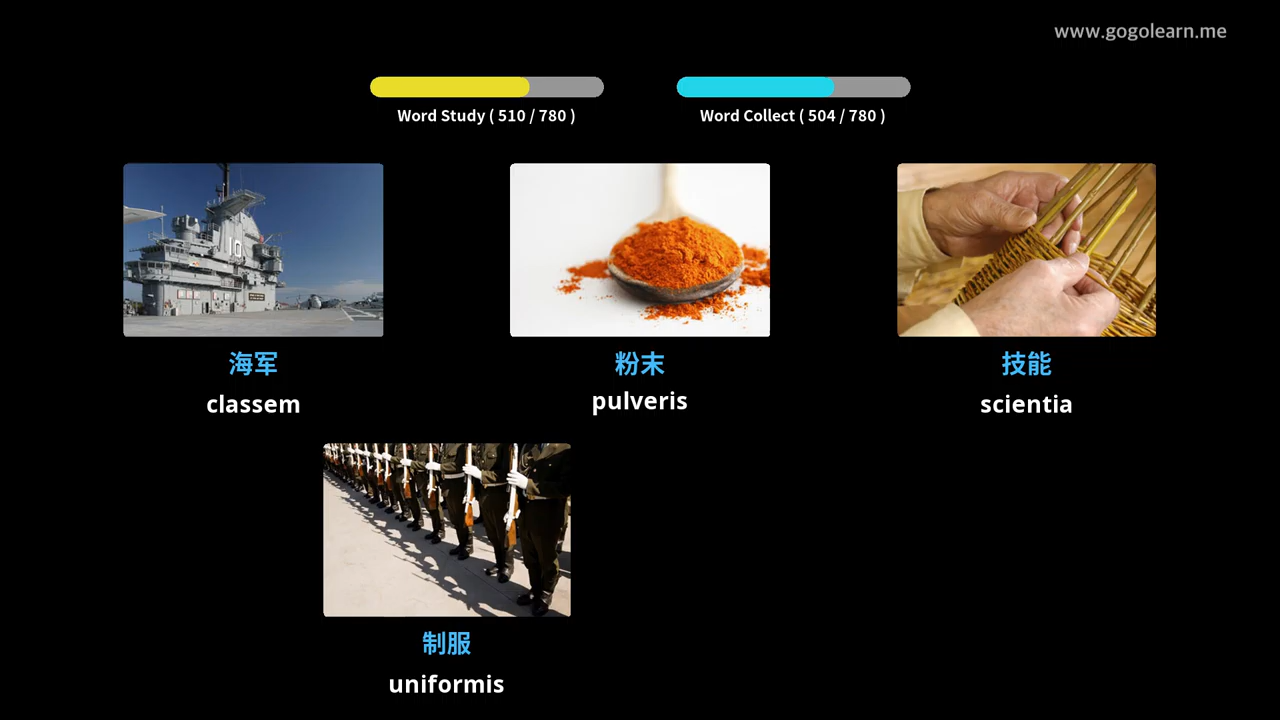 www.gogolearn.me
Word Study ( 510 / 780 )
Word Collect ( 504 / 780 )
10
海军
classem
粉末
pulveris
技能
scientia
制服
uniformis